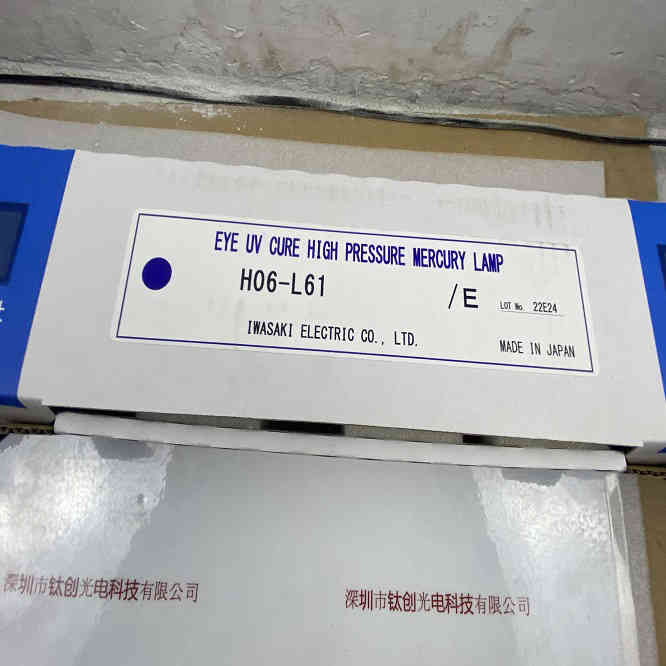 EYE UV CURE HIGH PRESSURE MERCURY LAMP
H06-L61 /E LOT No. 22E24
IWASAKI ELECTRIC CO., LTD.
MADE IN JAPAN
深圳市钛创光电科技有限公司 深圳市钛创光电科技有限公司